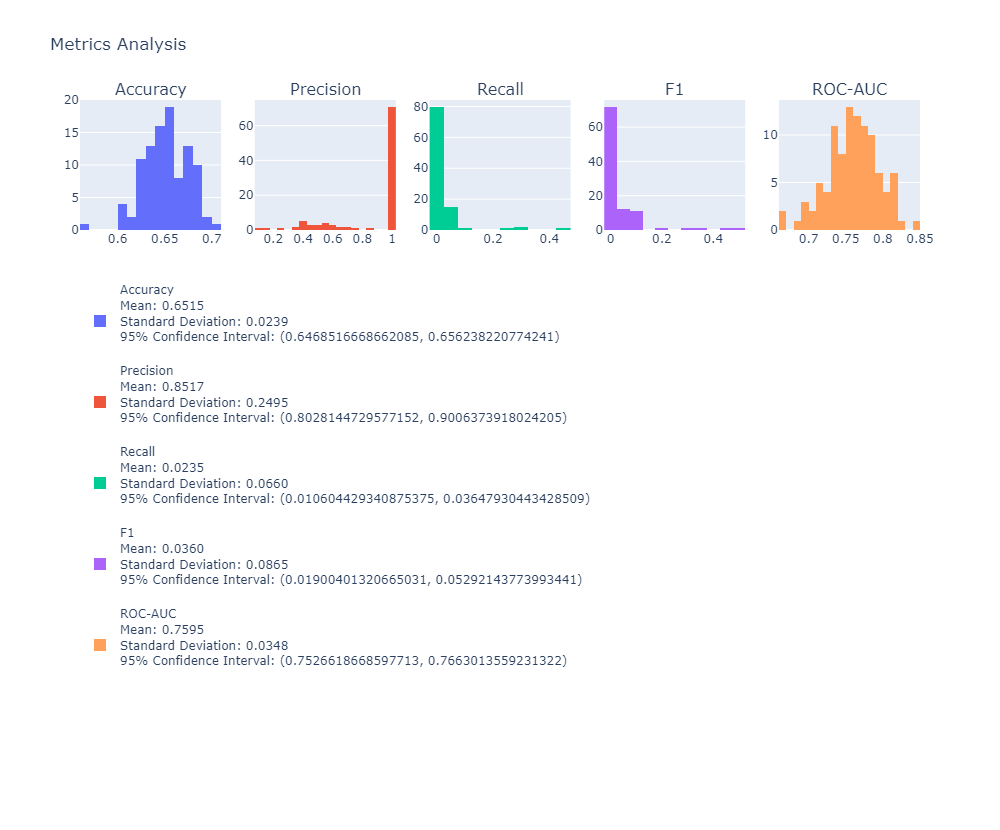 Metrics Analysis
Accuracy Precision Recall F1 ROC-AUC
20
15
10
5
0
0.6 0.65 0.7
60
40
20
0
0.2 0.4 0.6 0.8 1
80
60
40
20
0
0 0.2 0.4
60
40
20
0
0 0.2 0.4
10
5
0
0.7 0.75 0.8 0.85
Accuracy
Mean: 0.6515
Standard Deviation: 0.0239
95% Confidence Interval: (0.6468516668662085, 0.656238220774241)
Precision
Mean: 0.8517
Standard Deviation: 0.2495
95% Confidence Interval: (0.8028144729577152, 0.9006373918024205)
Recall
Mean: 0.0235
Standard Deviation: 0.0660
95% Confidence Interval: (0.010604429340875375, 0.03647930443428509)
F1
Mean: 0.0360
Standard Deviation: 0.0865
95% Confidence Interval: (0.01900401320665031, 0.05292143773993441)
ROC-AUC
Mean: 0.7595
Standard Deviation: 0.0348
95% Confidence Interval: (0.7526618668597713, 0.7663013559231322)